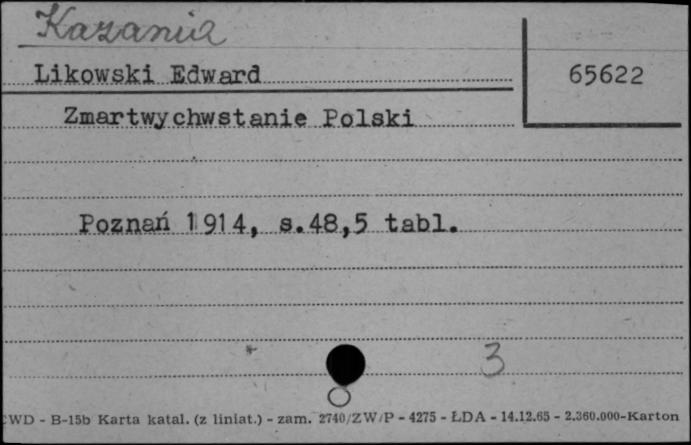 Kazania
Likowski Edward
65622
Zmartwychwstanie Polski
Poznań 1914, s.48,5 tabl.
3
WD - B-15b Karta katal. (z liniat.) - zam. 2740/ZW/P - 4275 - ŁDA - 14.12.65 - 2.360.000-Karton